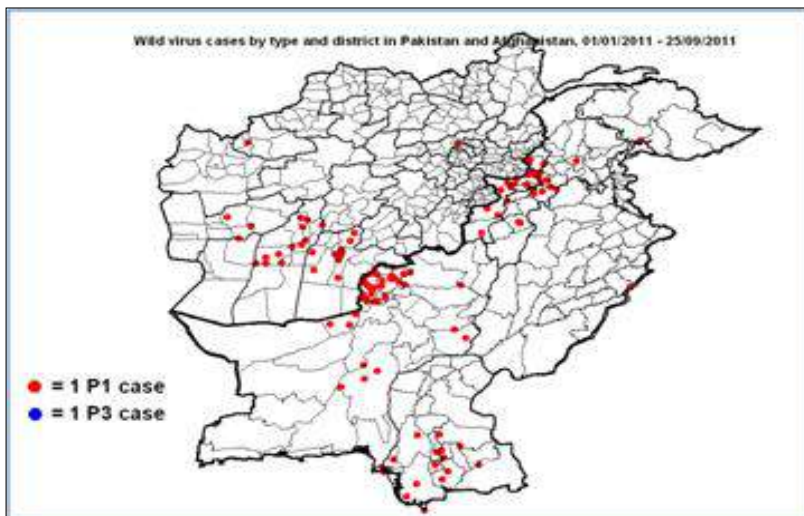 Wild virus cases by type and district in Pakistan and Afghanistan, 01/01/2011 - 25/09/2011
= 1 P1 case
= 1 P3 case